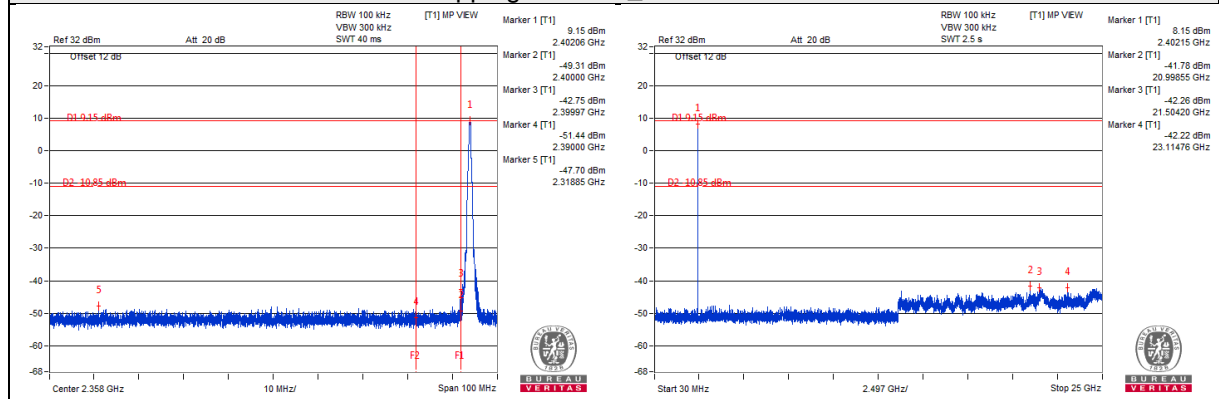 RBW 100 kHz
VBW 300 kHz
SWT 40 ms
[T1] MP VIEW
Ref 32 dBm
Att 20 dB
Offset 12 dB
32
20
10
0
-10
-20
-30
-40
-50
-60
-68
D1 9.15 dBm
D2 -10.85 dBm
1
5
4
3
F2
F1
Center 2.358 GHz
10 MHz/
Span 100 MHz
Marker 1 [T1]
9.15 dBm
2.40206 GHz
Marker 2 [T1]
-49.31 dBm
2.40000 GHz
Marker 3 [T1]
-42.75 dBm
2.39997 GHz
Marker 4 [T1]
-51.44 dBm
2.39000 GHz
Marker 5 [T1]
-47.70 dBm
2.31885 GHz
BUREAU VERITAS
1828
BUREAU
VERITAS
RBW 100 kHz
VBW 300 kHz
SWT 2.5 s
[T1] MP VIEW
Ref 32 dBm
Att 20 dB
Offset 12 dB
32
20
10
0
-10
-20
-30
-40
-50
-60
-68
D1 9.15 dBm
D2 -10.85 dBm
1
2 3 4
Start 30 MHz
2.497 GHz/
Stop 25 GHz
Marker 1 [T1]
8.15 dBm
2.40215 GHz
Marker 2 [T1]
-41.78 dBm
20.99855 GHz
Marker 3 [T1]
-42.26 dBm
21.50420 GHz
Marker 4 [T1]
-42.22 dBm
23.11476 GHz
BUREAU VERITAS
1828
BUREAU
VERITAS